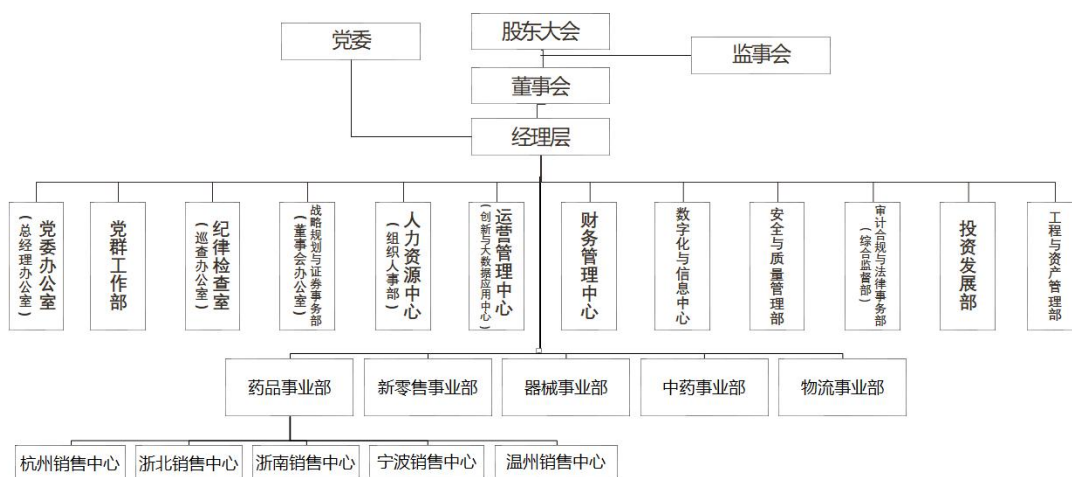 党委
股东大会
监事会
董事会
经理层
党委办公室
(总经理办公室)
党群工作部
纪律检查室
(巡查办公室)
战略规划与证券事务部
(董事会办公室)
人力资源中心
(组织人事部)
运营管理中心
(创新与大数据应用中心)
财务管理中心
数字化与信息中心
安全与质量管理部
审计合规与法律事务部
(综合监督部)
投资发展部
工程与资产管理部
药品事业部
新零售事业部
器械事业部
中药事业部
物流事业部
杭州销售中心
浙北销售中心
浙南销售中心
宁波销售中心
温州销售中心